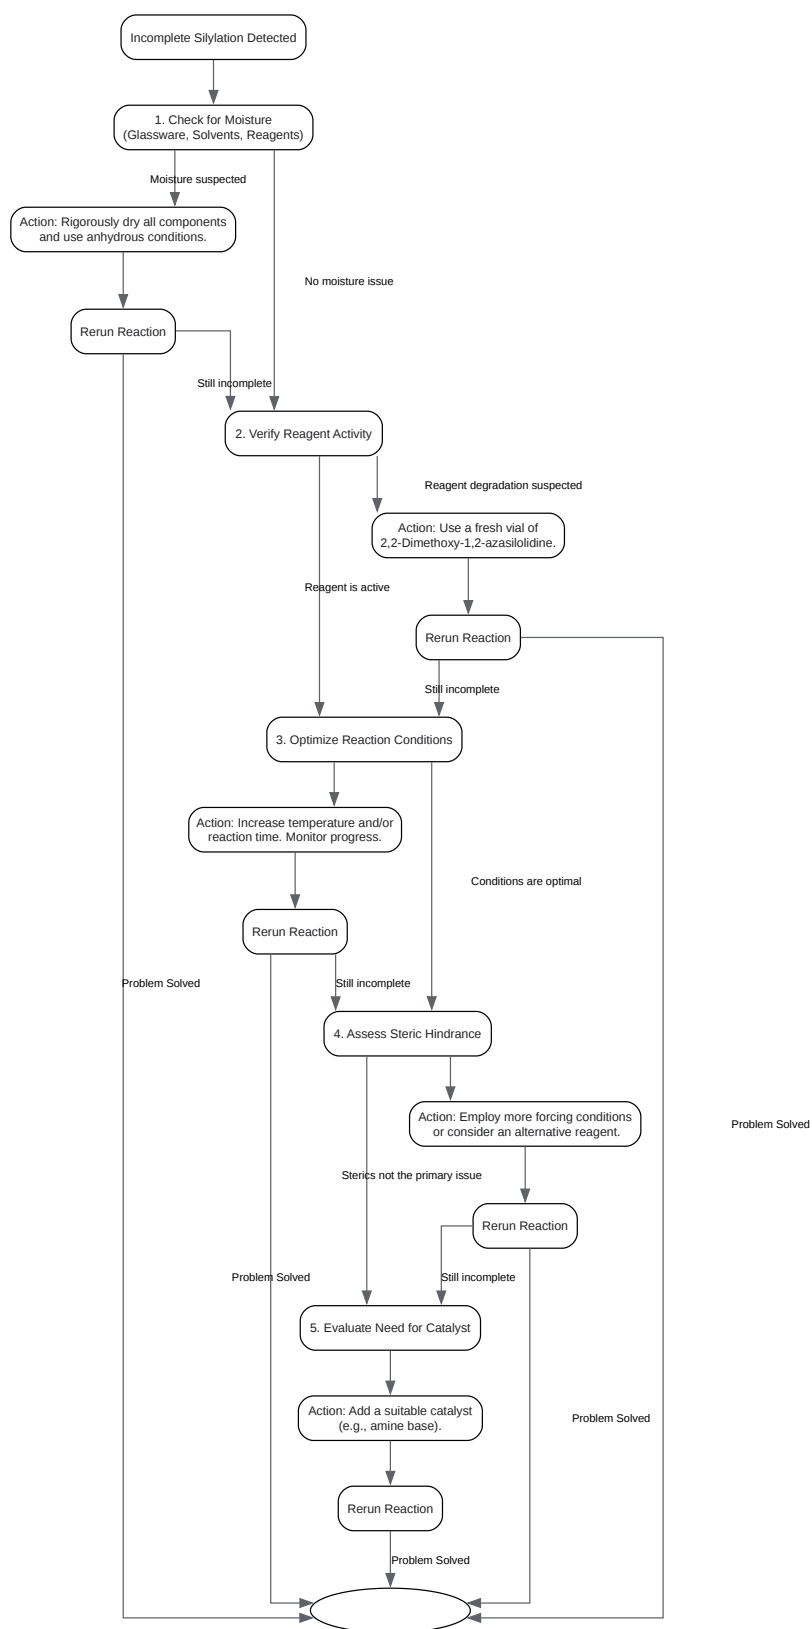 Incomplete Silylation Detected
1. Check for Moisture
(Glassware, Solvents, Reagents)
Moisture suspected
Action: Rigorously dry all components
and use anhydrous conditions.
No moisture issue
Rerun Reaction
Still incomplete
2. Verify Reagent Activity
Reagent degradation suspected
Action: Use a fresh vial of
2,2-Dimethoxy-1,2-azasilolidine.
Reagent is active
Rerun Reaction
Still incomplete
3. Optimize Reaction Conditions
Action: Increase temperature and/or
reaction time. Monitor progress.
Conditions are optimal
Rerun Reaction
Problem Solved
Still incomplete
4. Assess Steric Hindrance
Action: Employ more forcing conditions
or consider an alternative reagent.
Problem Solved
Sterics not the primary issue
Rerun Reaction
Problem Solved
Still incomplete
5. Evaluate Need for Catalyst
Action: Add a suitable catalyst
(e.g., amine base).
Problem Solved
Rerun Reaction
Problem Solved